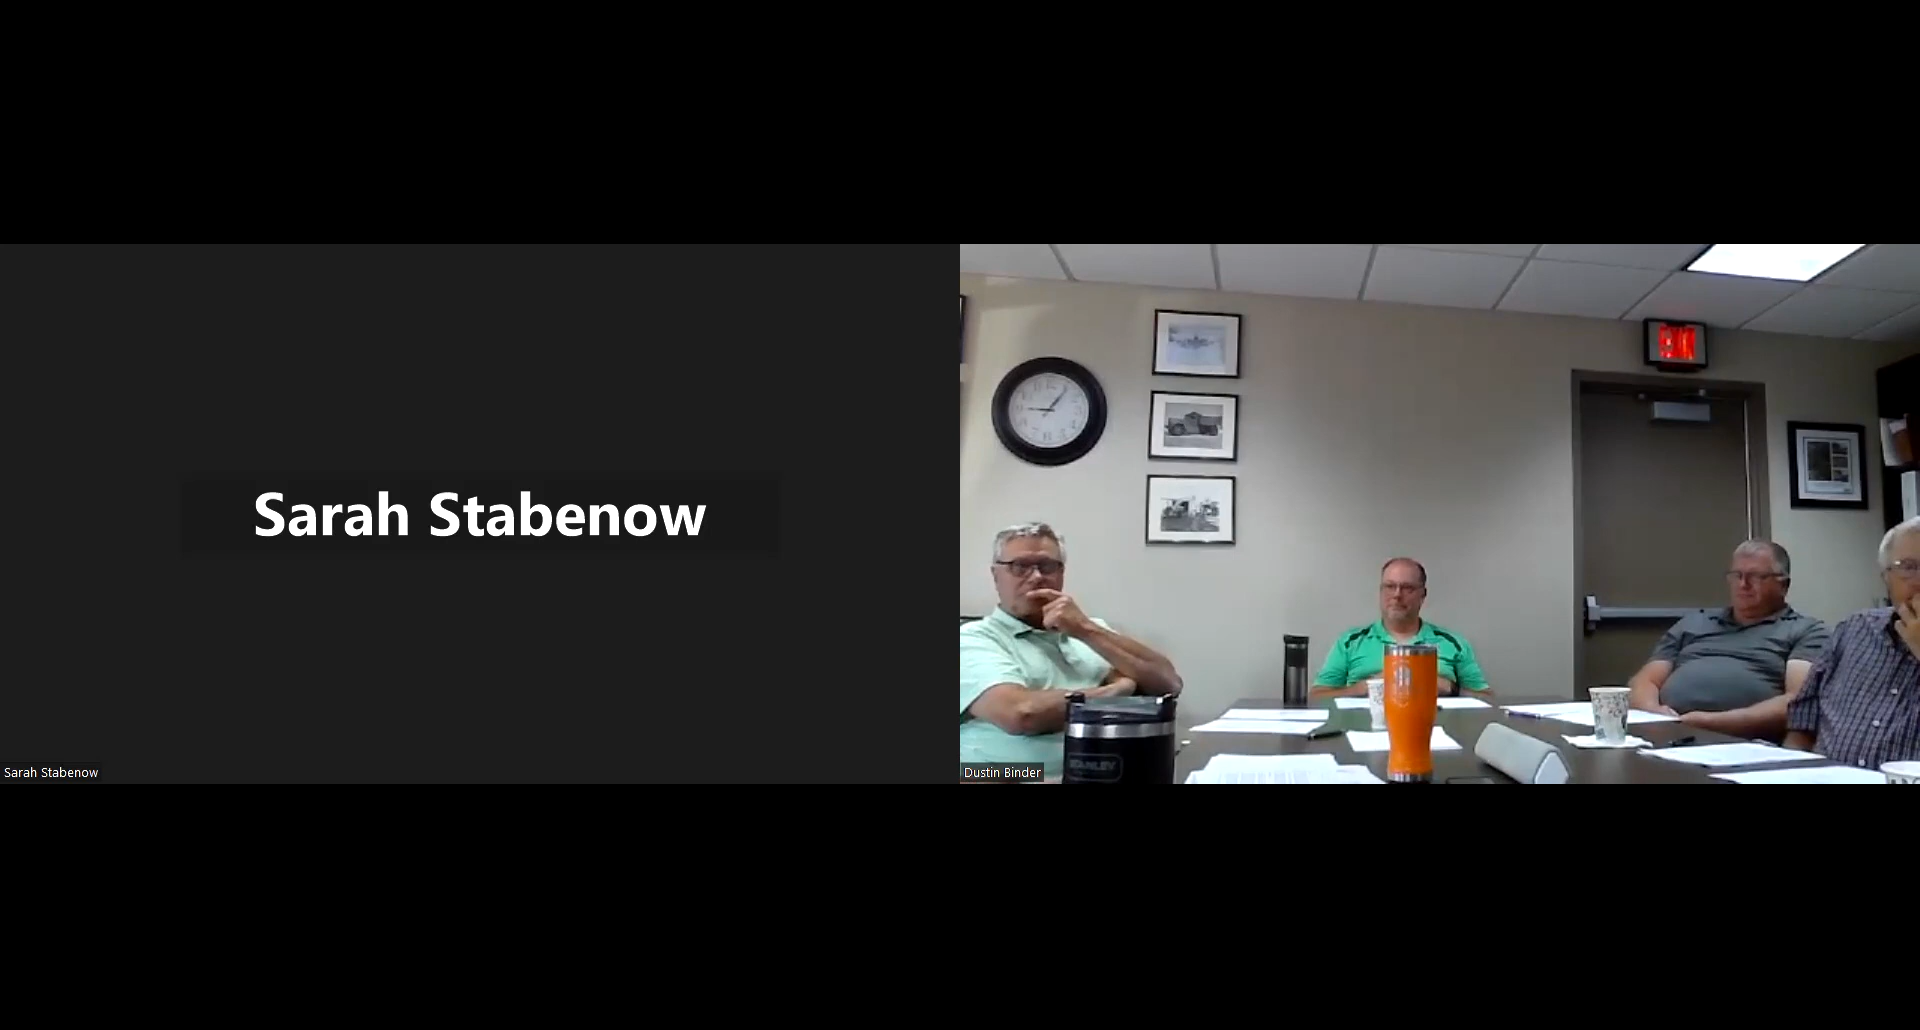 Sarah Stabenow
Sarah Stabenow
Dustin Binder
STANLEY
EXIT